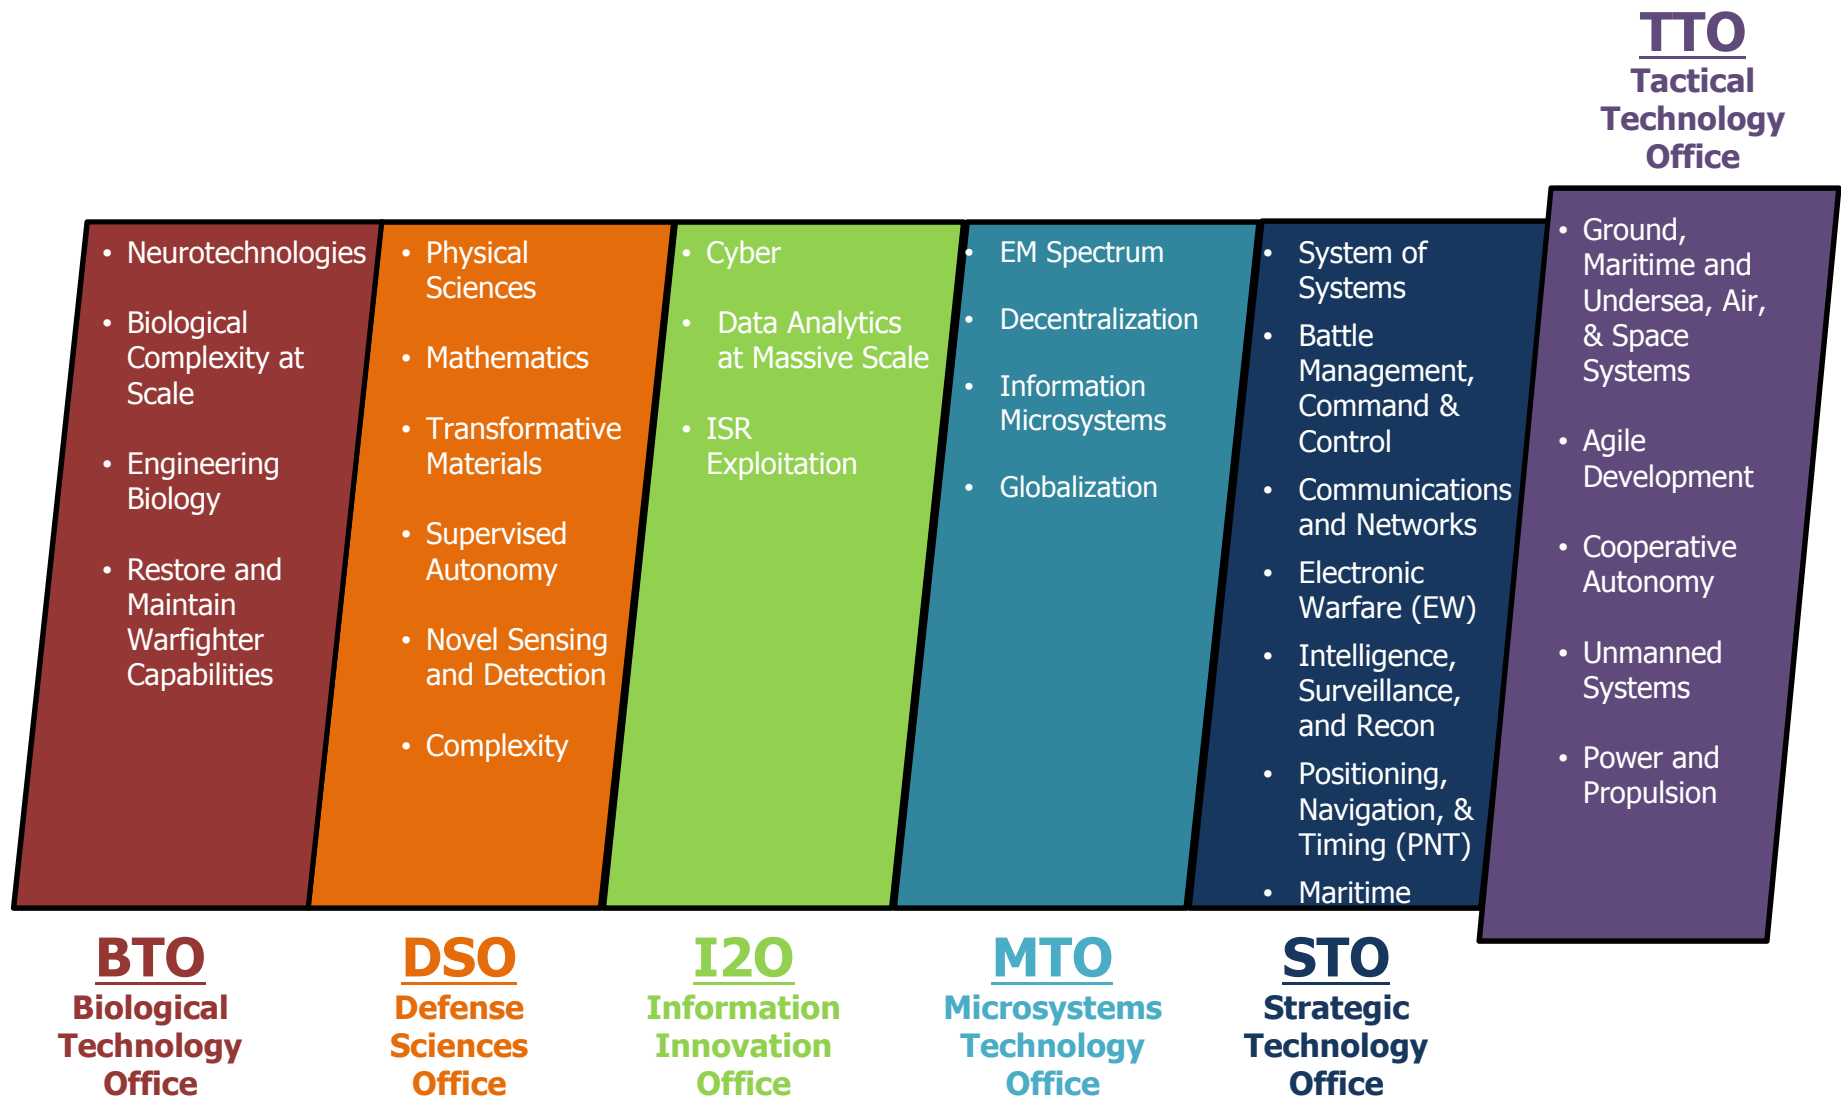 TTO
Tactical
Technology
Office
• Neurotechnologies
• Biological
Complexity at
Scale
• Engineering
Biology
• Restore and
Maintain
Warfighter
Capabilities
• Physical
Sciences
• Mathematics
• Transformative
Materials
• Supervised
Autonomy
• Novel Sensing
and Detection
• Complexity
• Cyber
• Data Analytics
at Massive Scale
• ISR
Exploitation
• EM Spectrum
• Decentralization
• Information
Microsystems
• Globalization
• System of
Systems
• Battle
Management,
Command &
Control
• Communications
and Networks
• Electronic
Warfare (EW)
• Intelligence,
Surveillance,
and Recon
• Positioning,
Navigation, &
Timing (PNT)
• Maritime
• Ground,
Maritime and
Undersea, Air,
& Space
Systems
• Agile
Development
• Cooperative
Autonomy
• Unmanned
Systems
• Power and
Propulsion
BTO
Biological
Technology
Office
DSO
Defense
Sciences
Office
I2O
Information
Innovation
Office
MTO
Microsystems
Technology
Office
STO
Strategic
Technology
Office